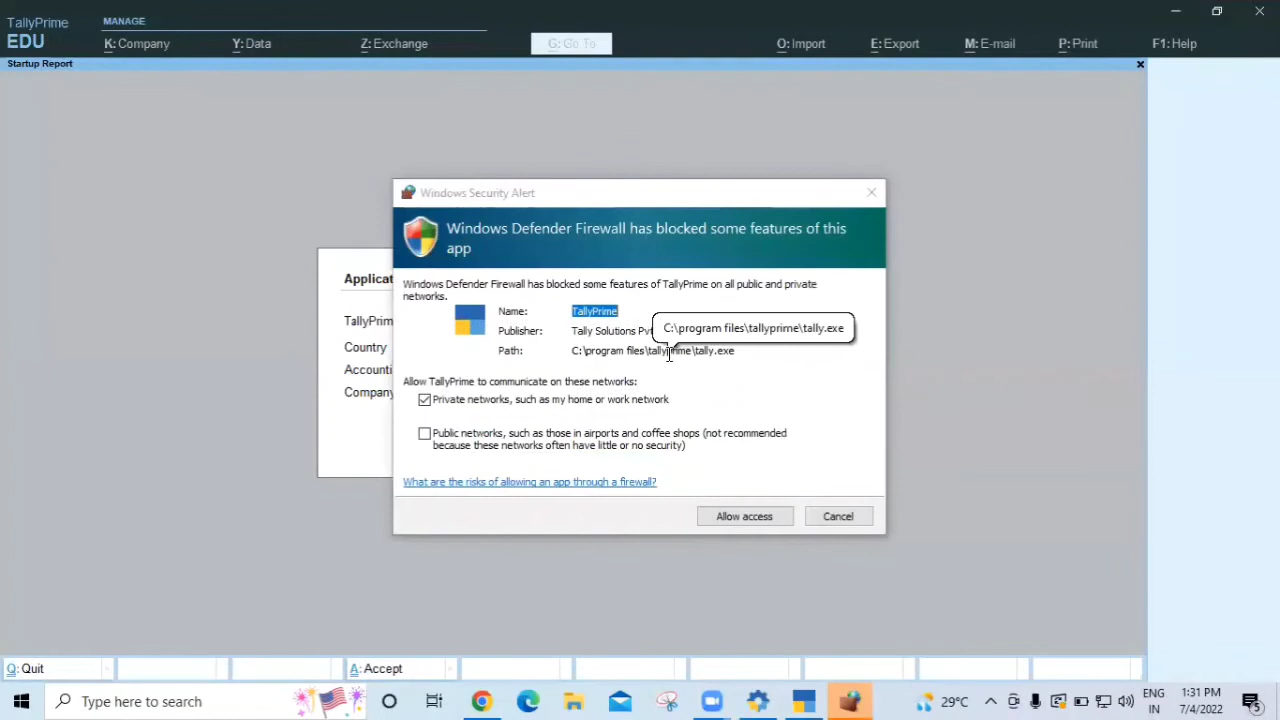 TallyPrime
MANAGE
EDU
K: Company
Y: Data
Z: Exchange
G: Go To
O: Import
E: Export
M: E-mail
P: Print
F1: Help
Startup Report
Windows Security Alert
Windows Defender Firewall has blocked some features of this
app
Windows Defender Firewall has blocked some features of TallyPrime on all public and private
networks.
Name: TallyPrime
Publisher: Tally Solutions Pvt
C:\program files\tallyprime\tally.exe
Path: C:\program files\tallyprime\tally.exe
Allow TallyPrime to communicate on these networks:
Private networks, such as my home or work network
Public networks, such as those in airports and coffee shops (not recommended
because these networks often have little or no security)
What are the risks of allowing an app through a firewall?
Allow access
Cancel
Applicat
TallyPrim
Country
Accounti
Company
Q: Quit
A: Accept
Type here to search
29°C
ENG
IN
1:31 PM
7/4/2022
5